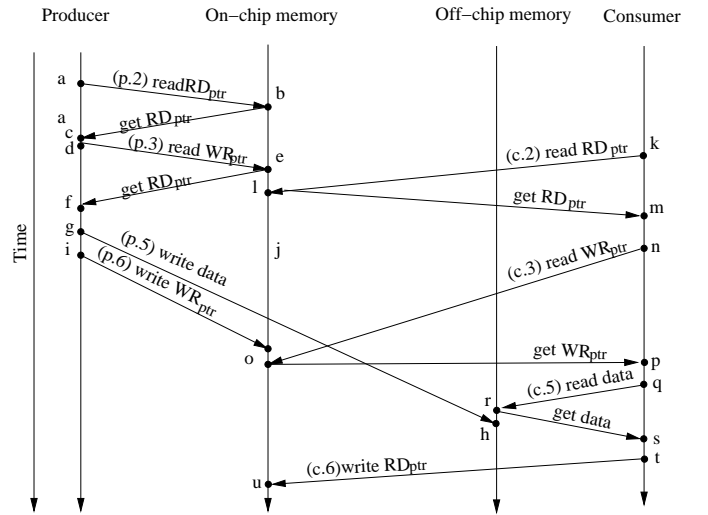 Producer On-chip memory Off-chip memory Consumer
a (p.2) readRDptr b
a get RDptr
c (p.3) read WRptr k
d e (c.2) read RDptr
get RDptr l get RDptr m
f
g (p.5) write data j (c.3) read WRptr n
i (p.6) write WRptr
Time
o get WRptr p
(c.5) read data q
r get data
h s
(c.6)write RDptr t
u